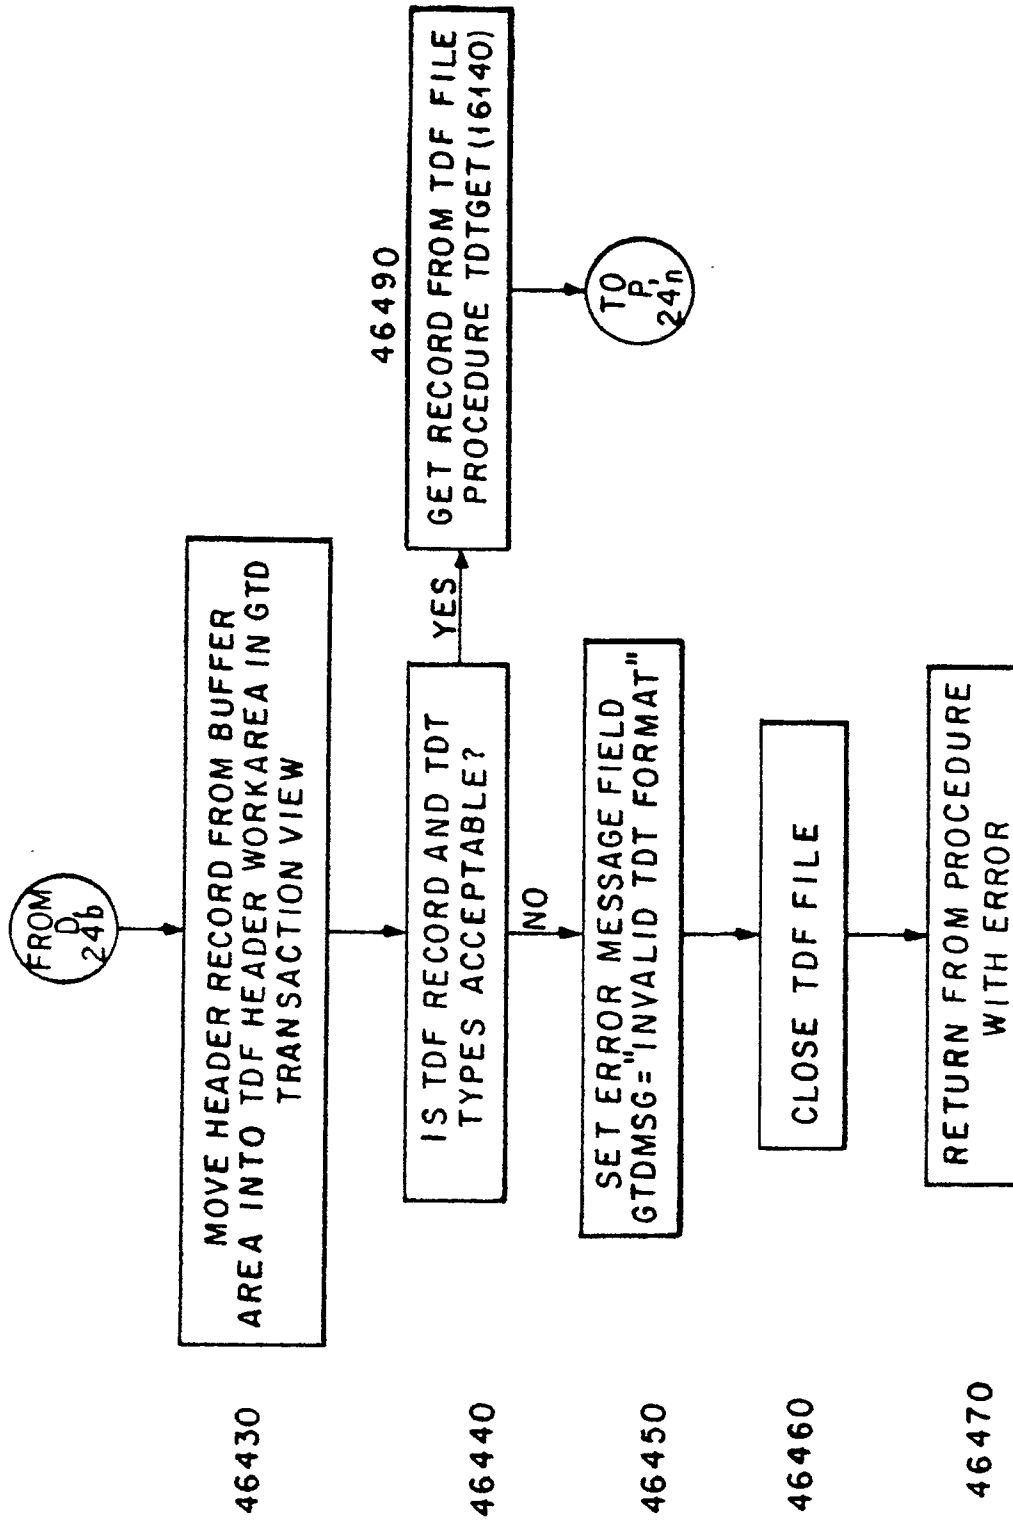 FROM
D,
24b
46430
MOVE HEADER RECORD FROM BUFFER
AREA INTO TDF HEADER WORKAREA IN GTD
TRANSACTION VIEW
46440
IS TDF RECORD AND TDT
TYPES ACCEPTABLE?
YES
46490
GET RECORD FROM TDF FILE
PROCEDURE TDTGET(16140)
TO
P,
24n
NO
46450
SET ERROR MESSAGE FIELD
GTDMSG="INVALID TDT FORMAT"
46460
CLOSE TDF FILE
46470
RETURN FROM PROCEDURE
WITH ERROR